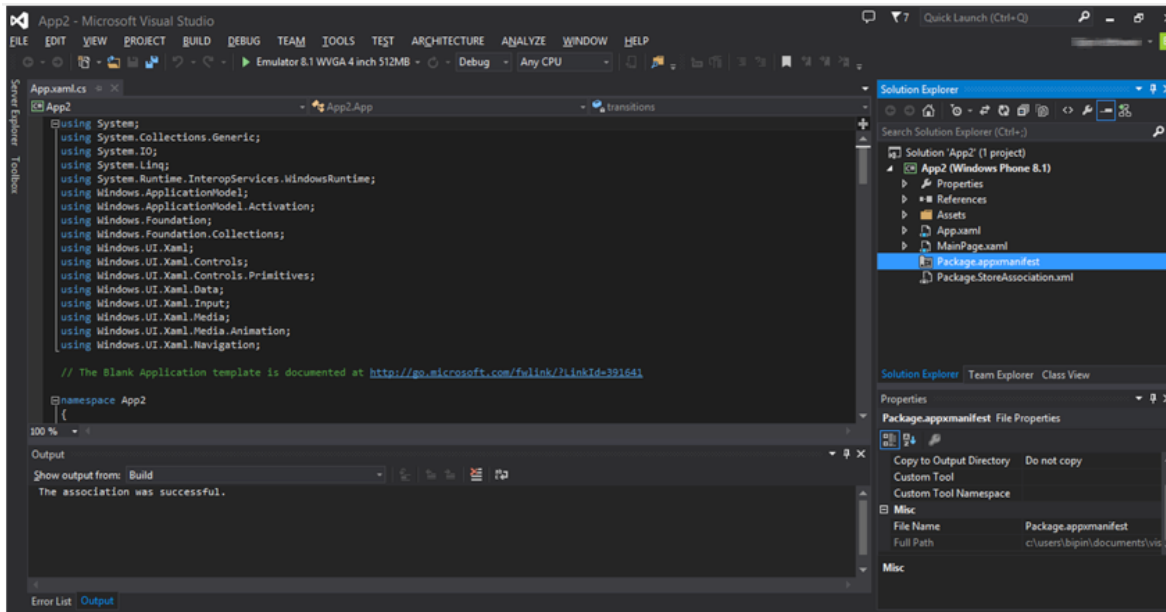 App2 - Microsoft Visual Studio
7 Quick Launch (Ctrl+Q)
FILE EDIT VIEW PROJECT BUILD DEBUG TEAM TOOLS TEST ARCHITECTURE ANALYZE WINDOW HELP
Emulator 8.1 WVGA 4 inch 512MB Debug Any CPU
Server Explorer
Toolbox
App.xaml.cs
App2 App2.App transitions
using System;
using System.Collections.Generic;
using System.IO;
using System.Linq;
using System.Runtime.InteropServices.WindowsRuntime;
using Windows.ApplicationModel;
using Windows.ApplicationModel.Activation;
using Windows.Foundation;
using Windows.Foundation.Collections;
using Windows.UI.Xaml;
using Windows.UI.Xaml.Controls;
using Windows.UI.Xaml.Controls.Primitives;
using Windows.UI.Xaml.Data;
using Windows.UI.Xaml.Input;
using Windows.UI.Xaml.Media;
using Windows.UI.Xaml.Media.Animation;
using Windows.UI.Xaml.Navigation;
// The Blank Application template is documented at http://go.microsoft.com/fwlink/?LinkId=391641
namespace App2
{
100 %
Output
Show output from: Build
The association was successful.
Error List Output
Solution Explorer
Search Solution Explorer (Ctrl+;)
Solution 'App2' (1 project)
App2 (Windows Phone 8.1)
Properties
References
Assets
App.xaml
MainPage.xaml
Package.appxmanifest
Package.StoreAssociation.xml
Solution Explorer Team Explorer Class View
Properties
Package.appxmanifest File Properties
Copy to Output Directory Do not copy
Custom Tool
Custom Tool Namespace
Misc
File Name Package.appxmanifest
Full Path c:\users\bipin\documents\vis
Misc